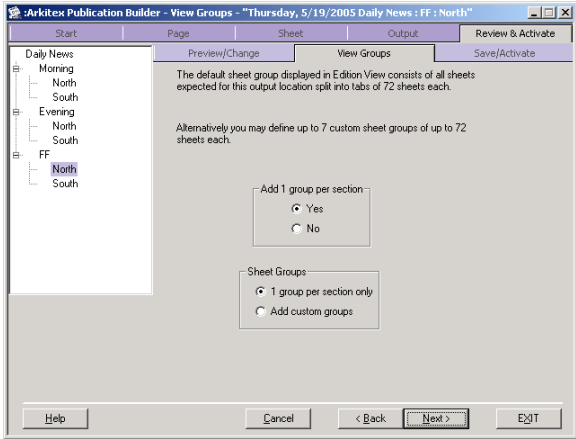 :Arkitex Publication Builder - View Groups - "Thursday, 5/19/2005 Daily News : FF : North"
Start Page Sheet Output Review & Activate
Preview/Change View Groups Save/Activate
Daily News
Morning
North
South
Evening
North
South
FF
North
South
The default sheet group displayed in Edition View consists of all sheets
expected for this output location split into tabs of 72 sheets each.
Alternatively you may define up to 7 custom sheet groups of up to 72
sheets each.
Add 1 group per section
Yes
No
Sheet Groups
1 group per section only
Add custom groups
Help Cancel < Back Next > EXIT